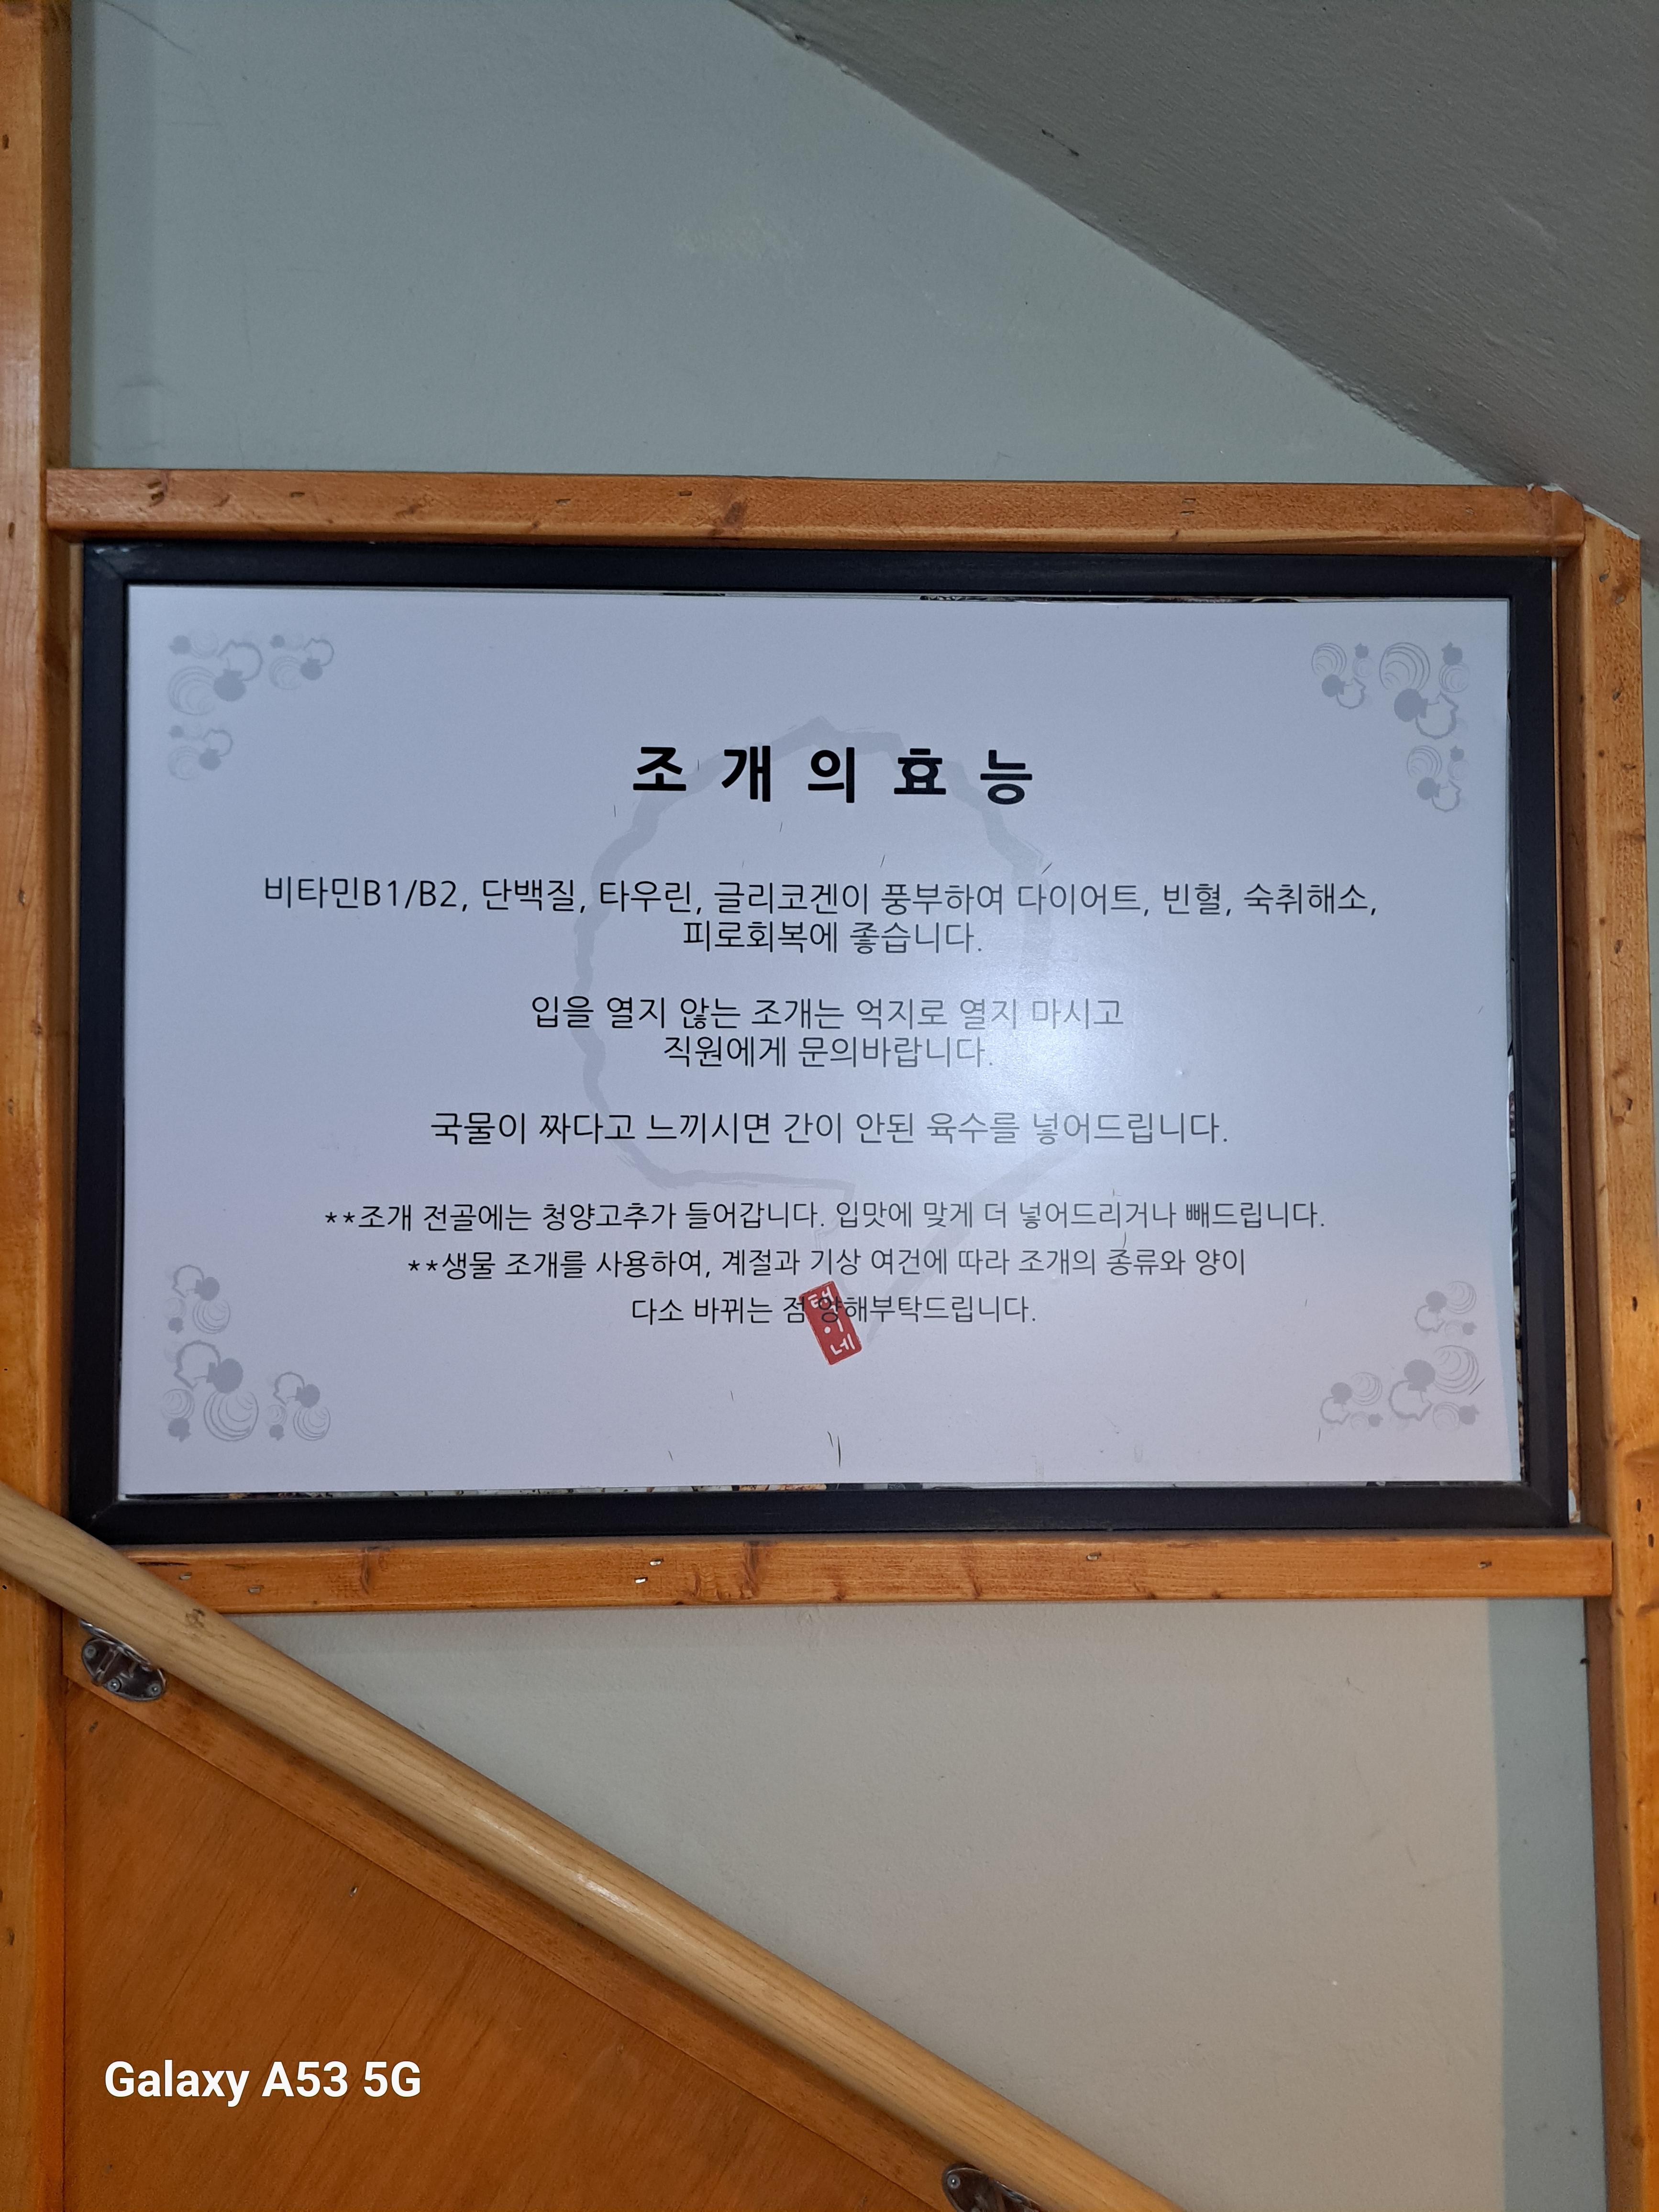 조개의효능
비타민B1/B2, 단백질, 타우린, 글리코겐이 풍부하여 다이어트, 빈혈, 숙취해소,
피로회복에 좋습니다.
입을 열지 않는 조개는 억지로 열지 마시고
직원에게 문의바랍니다.
국물이 짜다고 느끼시면 간이 안된 육수를 넣어드립니다.
**조개 전골에는 청양고추가 들어갑니다. 입맛에 맞게 더 넣어드리거나 빼드립니다.
**생물 조개를 사용하여, 계절과 기상 여건에 따라 조개의 종류와 양이
다소 바뀌는 점 양해부탁드립니다.
Galaxy A53 5G